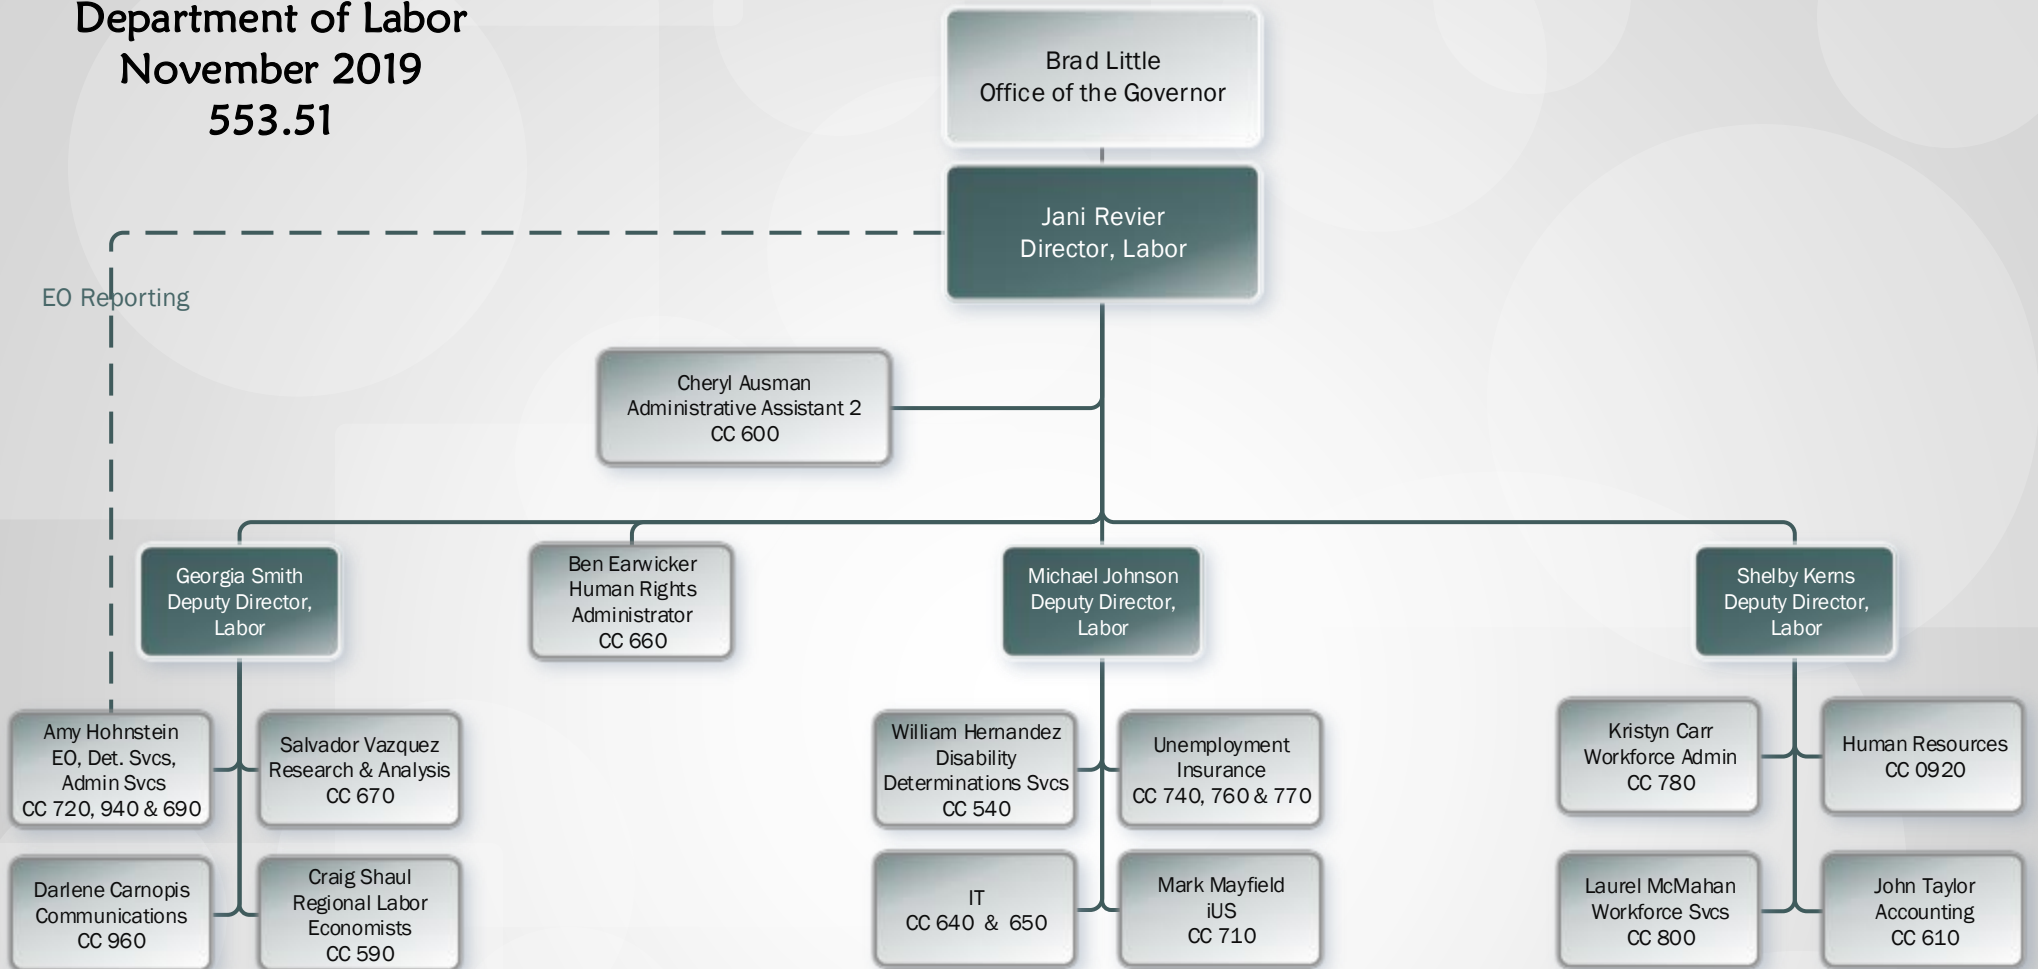 Department of Labor
November 2019
553.51
Brad Little
Office of the Governor
Jani Revier
Director, Labor
EO Reporting
Cheryl Ausman
Administrative Assistant 2
CC 600
Georgia Smith
Deputy Director,
Labor
Ben Earwicker
Human Rights
Administrator
CC 660
Michael Johnson
Deputy Director,
Labor
Shelby Kerns
Deputy Director,
Labor
Amy Hohnstein
EO, Det. Svcs,
Admin Svcs
CC 720, 940 & 690
Salvador Vazquez
Research & Analysis
CC 670
William Hernandez
Disability
Determinations Svcs
CC 540
Unemployment
Insurance
CC 740, 760 & 770
Kristyn Carr
Workforce Admin
CC 780
Human Resources
CC 0920
Darlene Carnopis
Communications
CC 960
Craig Shaul
Regional Labor
Economists
CC 590
IT
CC 640 & 650
Mark Mayfield
iUS
CC 710
Laurel McMahan
Workforce Svcs
CC 800
John Taylor
Accounting
CC 610